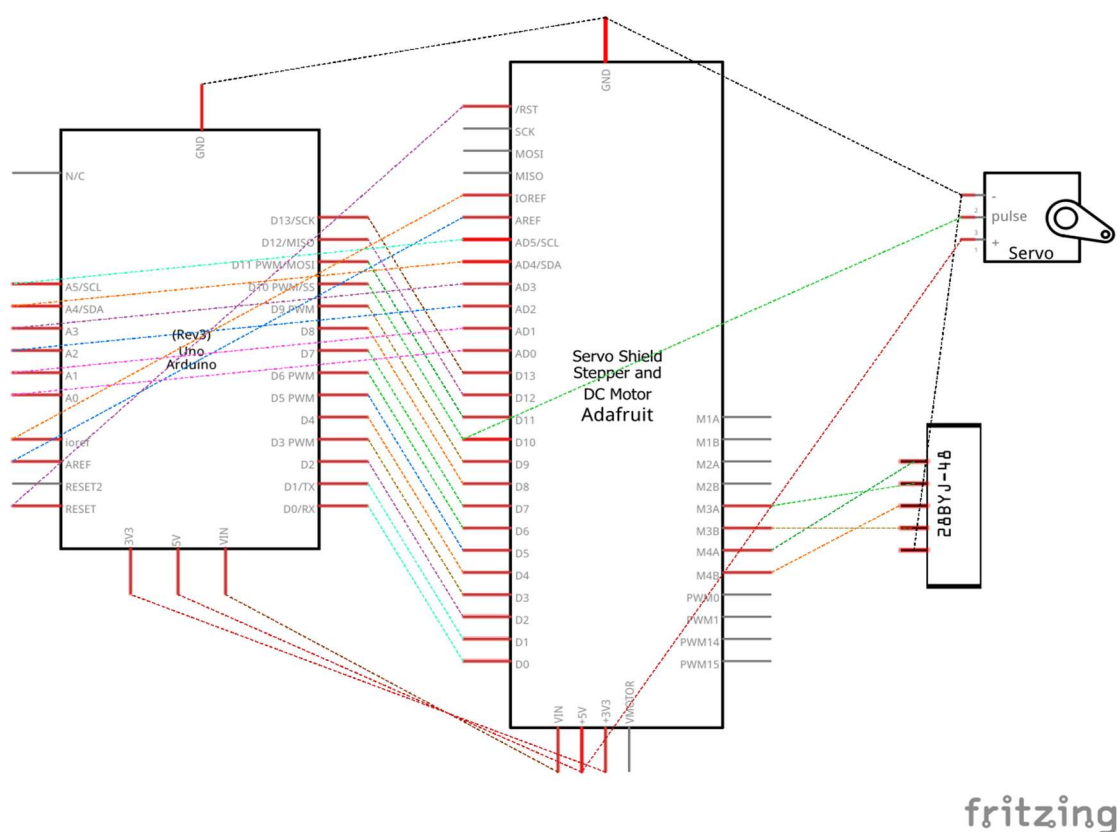 GND
N/C
D13/SCK
D12/MISO
D11 PWM/MOSI
D10 PWM/SS
D9 PWM
D8
D7
D6 PWM
D5 PWM
D4
D3 PWM
D2
D1/TX
D0/RX
A5/SCL
A4/SDA
A3
A2
A1
A0
ioref
AREF
RESET2
RESET
(Rev3)
Uno
Arduino
3V3
5V
VIN
GND
/RST
SCK
MOSI
MISO
IOREF
AREF
AD5/SCL
AD4/SDA
AD3
AD2
AD1
AD0
D13
D12
D11
D10
D9
D8
D7
D6
D5
D4
D3
D2
D1
D0
Servo Shield
Stepper and
DC Motor
Adafruit
M1A
M1B
M2A
M2B
M3A
M3B
M4A
M4B
PWM0
PWM1
PWM14
PWM15
VIN
+5V
+3V3
VMOTOR
-
pulse
+
2
3
1
Servo
28BYJ-48
fritzing